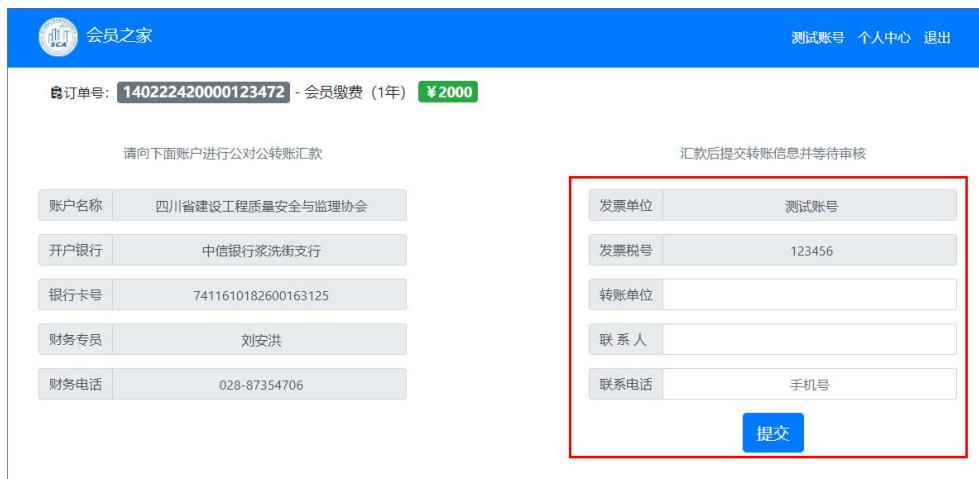 SCA
会员之家
测试账号 个人中心 退出
订单号: 140222420000123472 - 会员缴费 (1年) ¥2000
请向下面账户进行公对公转账汇款
账户名称 四川省建设工程质量安全与监理协会
开户银行 中信银行浆洗街支行
银行卡号 7411610182600163125
财务专员 刘安洪
财务电话 028-87354706
汇款后提交转账信息并等待审核
发票单位 测试账号
发票税号 123456
转账单位
联 系 人
联系电话 手机号
提交